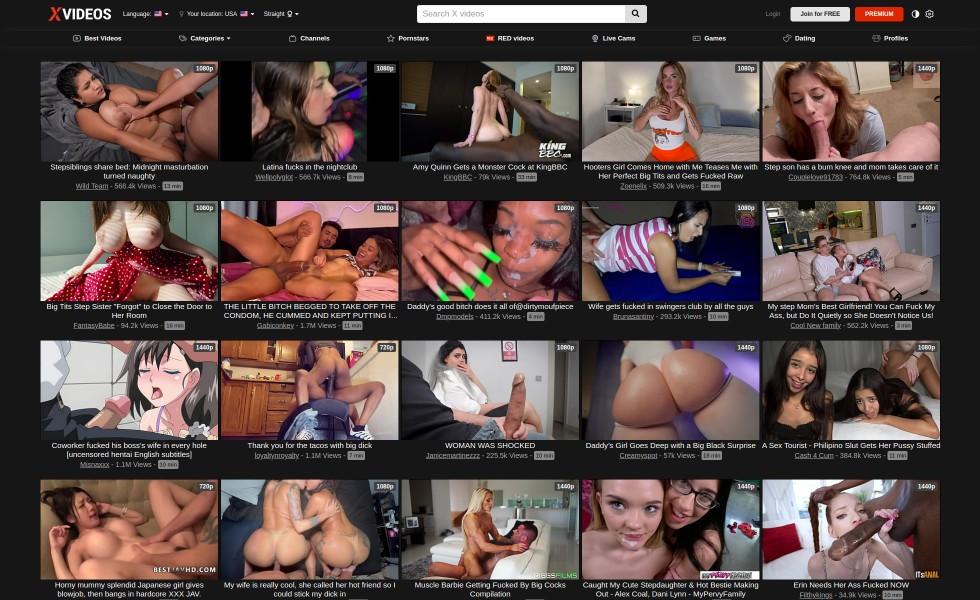 XVIDEOS
Language:
Your location: USA
Straight
Search X videos
Login
Join for FREE
PREMIUM
Best Videos
Categories
Channels
Pornstars
RED videos
Live Cams
Games
Dating
Profiles
1080p
1080p
1080p
1080p
1440p
KING
BBC.com
Stepsiblings share bed: Midnight masturbation
turned naughty
Wild Team - 566.4k Views - 13 min
Latina fucks in the nightclub
Wellpolyglot - 566.7k Views - 8 min
Amy Quinn Gets a Monster Cock at KingBBC
KingBBC - 79k Views - 33 min
Hooters Girl Comes Home with Me Teases Me with
Her Perfect Big Tits and Gets Fucked Raw
Zoenellx - 509.3k Views - 16 min
Step son has a bum knee and mom takes care of it
Couplelove91783 - 764.8k Views - 5 min
1080p
1080p
1080p
1080p
1440p
Big Tits Step Sister "Forgot" to Close the Door to
Her Room
FantasyBabe - 94.2k Views - 16 min
THE LITTLE BITCH BEGGED TO TAKE OFF THE
CONDOM, HE CUMMED AND KEPT PUTTING I...
Gabiconkey - 1.7M Views - 11 min
Daddy's good bitch does it all of@dirtymoufpiece
Dmgmodels - 411.2k Views - 4 min
Wife gets fucked in swingers club by all the guys
Brunasantiny - 293.2k Views - 10 min
My step Mom's Best Girlfriend! You Can Fuck My
Ass, but Do It Quietly so She Doesn't Notice Us!
Cool New family - 562.2k Views - 3 min
1440p
720p
1080p
1440p
1080p
Coworker fucked his boss's wife in every hole
[uncensored hentai English subtitles]
Misnaxxx - 1.1M Views - 10 min
Thank you for the tacos with big dick
loyaltynroyalty - 1.1M Views - 7 min
WOMAN WAS SHOCKED
Janicemartinezzz - 225.5k Views - 10 min
Daddy's Girl Goes Deep with a Big Black Surprise
Creamyspot - 57k Views - 18 min
A Sex Tourist - Philipino Slut Gets Her Pussy Stuffed
Cash 4 Cum - 384.8k Views - 11 min
720p
1080p
1440p
1440p
1440p
BESTJAVHD.COM
Horny mummy splendid Japanese girl gives
blowjob, then bangs in hardcore XXX JAV.
My wife is really cool, she called her hot friend so I
could stick my dick in
Muscle Barbie Getting Fucked By Big Cocks
Compilation
Caught My Cute Stepdaughter & Hot Bestie Making
Out - Alex Coal, Dani Lynn - MyPervyFamily
ITsANAL
Erin Needs Her Ass Fucked NOW
Filthykings - 34.9k Views - 10 min